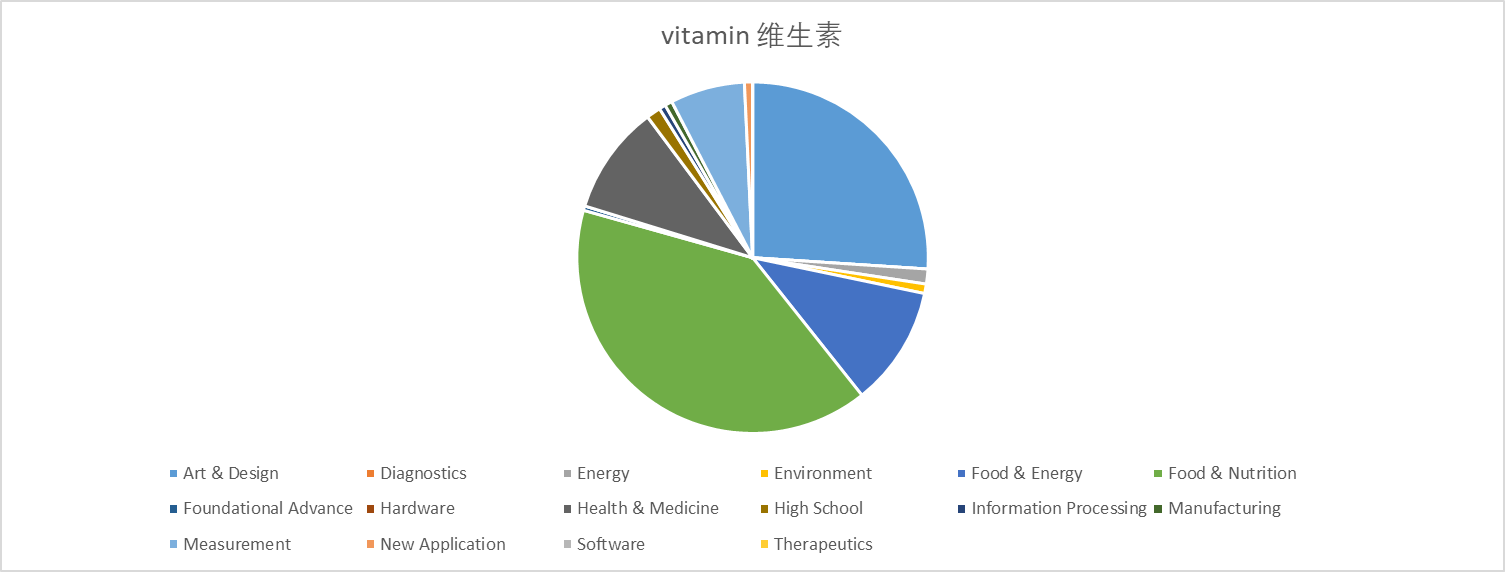 vitamin 维生素
Art & Design Diagnostics Energy Environment Food & Energy Food & Nutrition
Foundational Advance Hardware Health & Medicine High School Information Processing Manufacturing
Measurement New Application Software Therapeutics